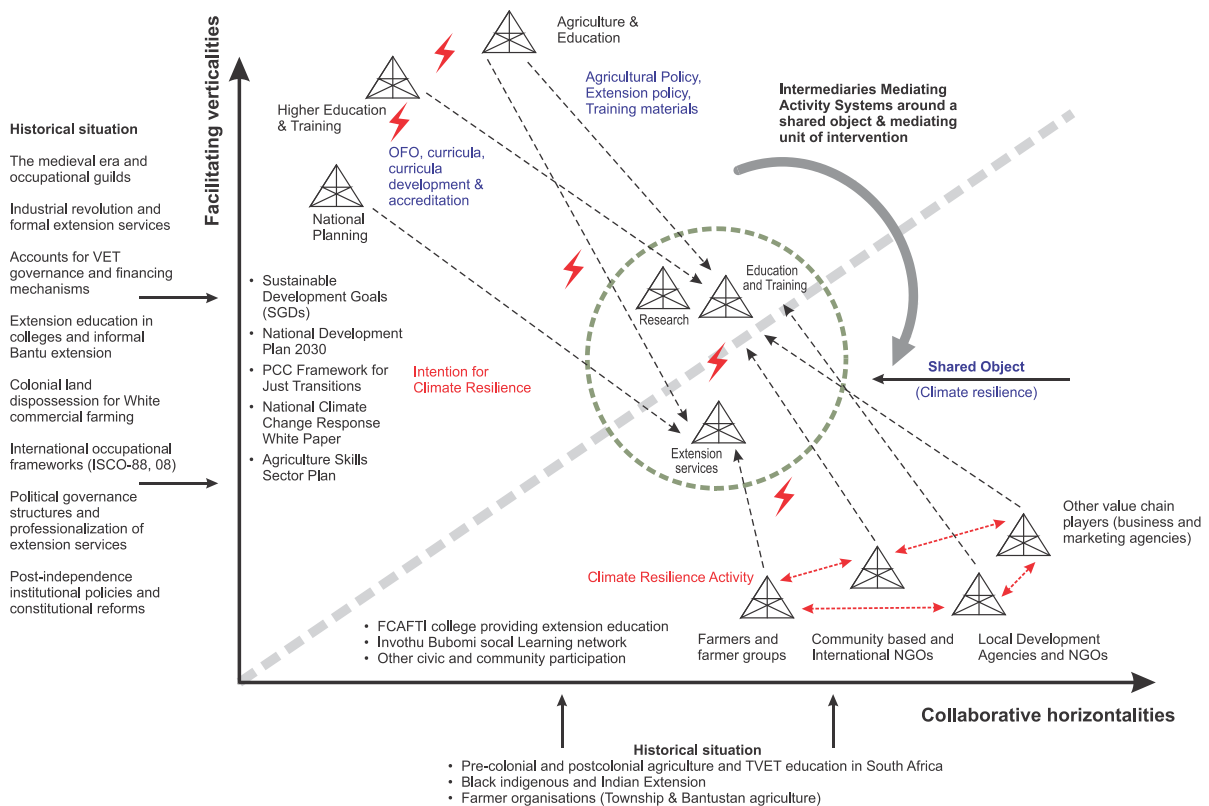 Facilitating verticalities
Historical situation
The medieval era and
occupational guilds
Industrial revolution and
formal extension services
Accounts for VET
governance and financing
mechanisms
Extension education in
colleges and informal
Bantu extension
Colonial land
dispossession for White
commercial farming
International occupational
frameworks (ISCO-88, 08)
Political governance
structures and
professionalization of
extension services
Post-independence
institutional policies and
constitutional reforms
Agriculture &
Education
Higher Education
& Training
National
Planning
Agricultural Policy,
Extension policy,
Training materials
OFO, curricula,
curricula
development &
accreditation
Intermediaries Mediating
Activity Systems around a
shared object & mediating
unit of intervention
• Sustainable
Development Goals
(SGDs)
• National Development
Plan 2030
• PCC Framework for
Just Transitions
• National Climate
Change Response
White Paper
• Agriculture Skills
Sector Plan
Intention for
Climate Resilience
Research
Education
and Training
Extension
services
Shared Object
(Climate resilience)
Other value chain
players (business and
marketing agencies)
Climate Resilience Activity
Farmers and
farmer groups
Community based and
International NGOs
Local Development
Agencies and NGOs
• FCAFTI college providing extension education
• Invothu Bubomi socal Learning network
• Other civic and community participation
Collaborative horizontalities
Historical situation
• Pre-colonial and postcolonial agriculture and TVET education in South Africa
• Black indigenous and Indian Extension
• Farmer organisations (Township & Bantustan agriculture)